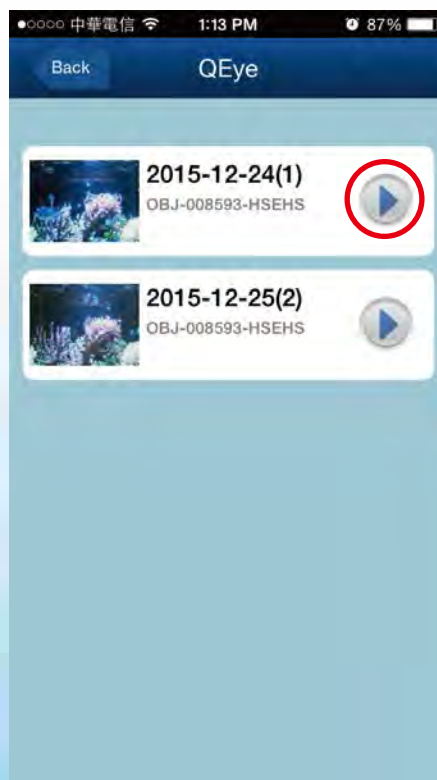 中華電信 1:13 PM 87%
Back QEye
2015-12-24(1)
OBJ-008593-HSEHS
2015-12-25(2)
OBJ-008593-HSEHS